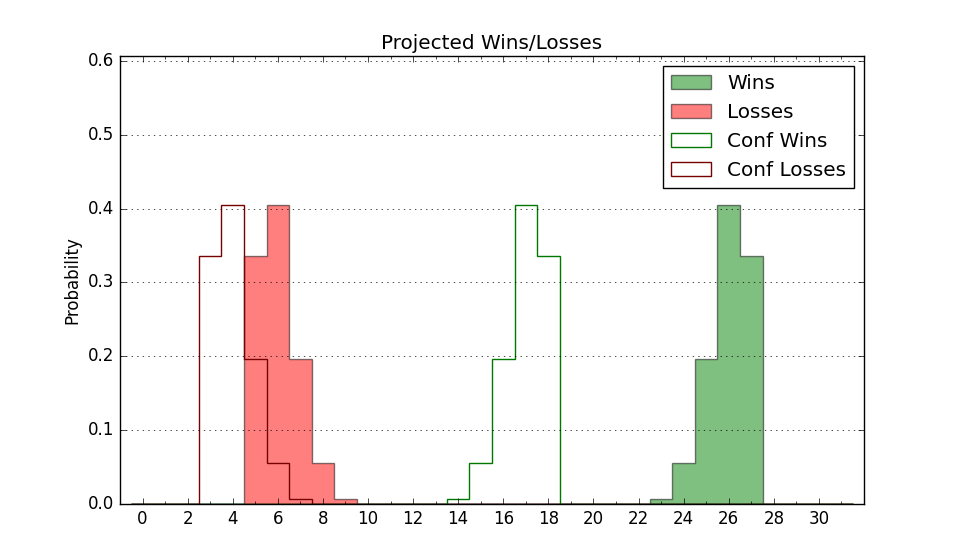 Projected Wins/Losses
Probability
0.6
0.5
0.4
0.3
0.2
0.1
0.0
Wins
Losses
Conf Wins
Conf Losses
0 2 4 6 8 10 12 14 16 18 20 22 24 26 28 30